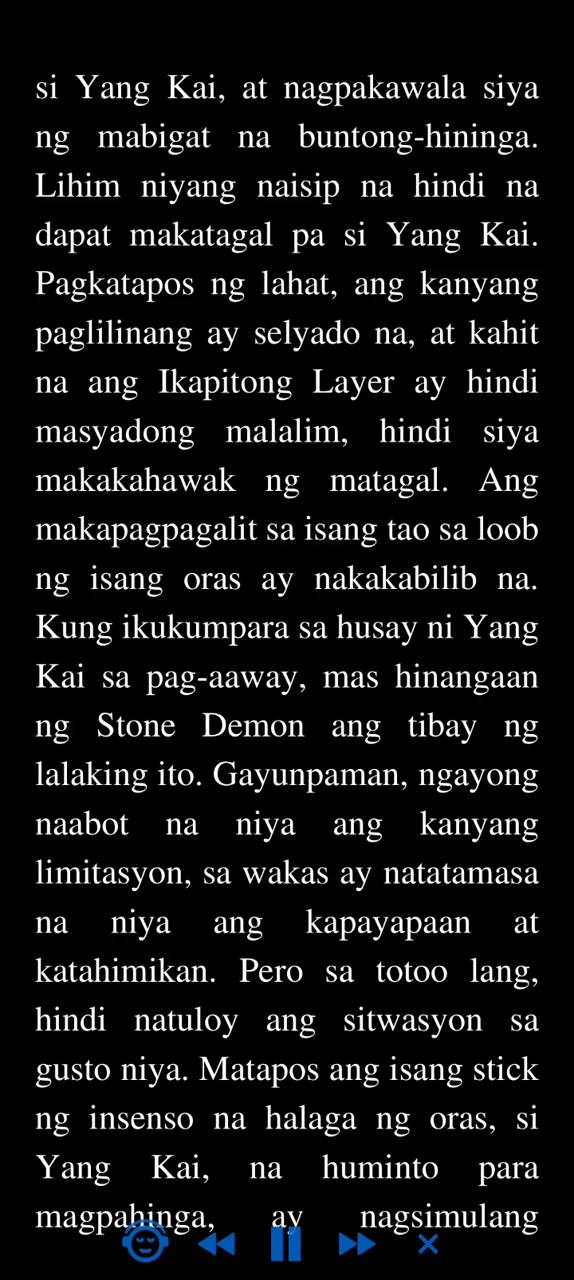 si Yang Kai, at nagpakawala siya
ng mabigat na buntong-hininga.
Lihim niyang naisip na hindi na
dapat makatagal pa si Yang Kai.
Pagkatapos ng lahat, ang kanyang
paglilinang ay selyado na, at kahit
na ang Ikapitong Layer ay hindi
masyadong malalim, hindi siya
makakahawak ng matagal. Ang
makapagpagalit sa isang tao sa loob
ng isang oras ay nakakabilib na.
Kung ikukumpara sa husay ni Yang
Kai sa pag-aaway, mas hinangaan
ng Stone Demon ang tibay ng
lalaking ito. Gayunpaman, ngayong
naabot na niya ang kanyang
limitasyon, sa wakas ay natatamasa
na niya ang kapayapaan at
katahimikan. Pero sa totoo lang,
hindi natuloy ang sitwasyon sa
gusto niya. Matapos ang isang stick
ng insenso na halaga ng oras, si
Yang Kai, na huminto para
magpahinga, ay nagsimulang